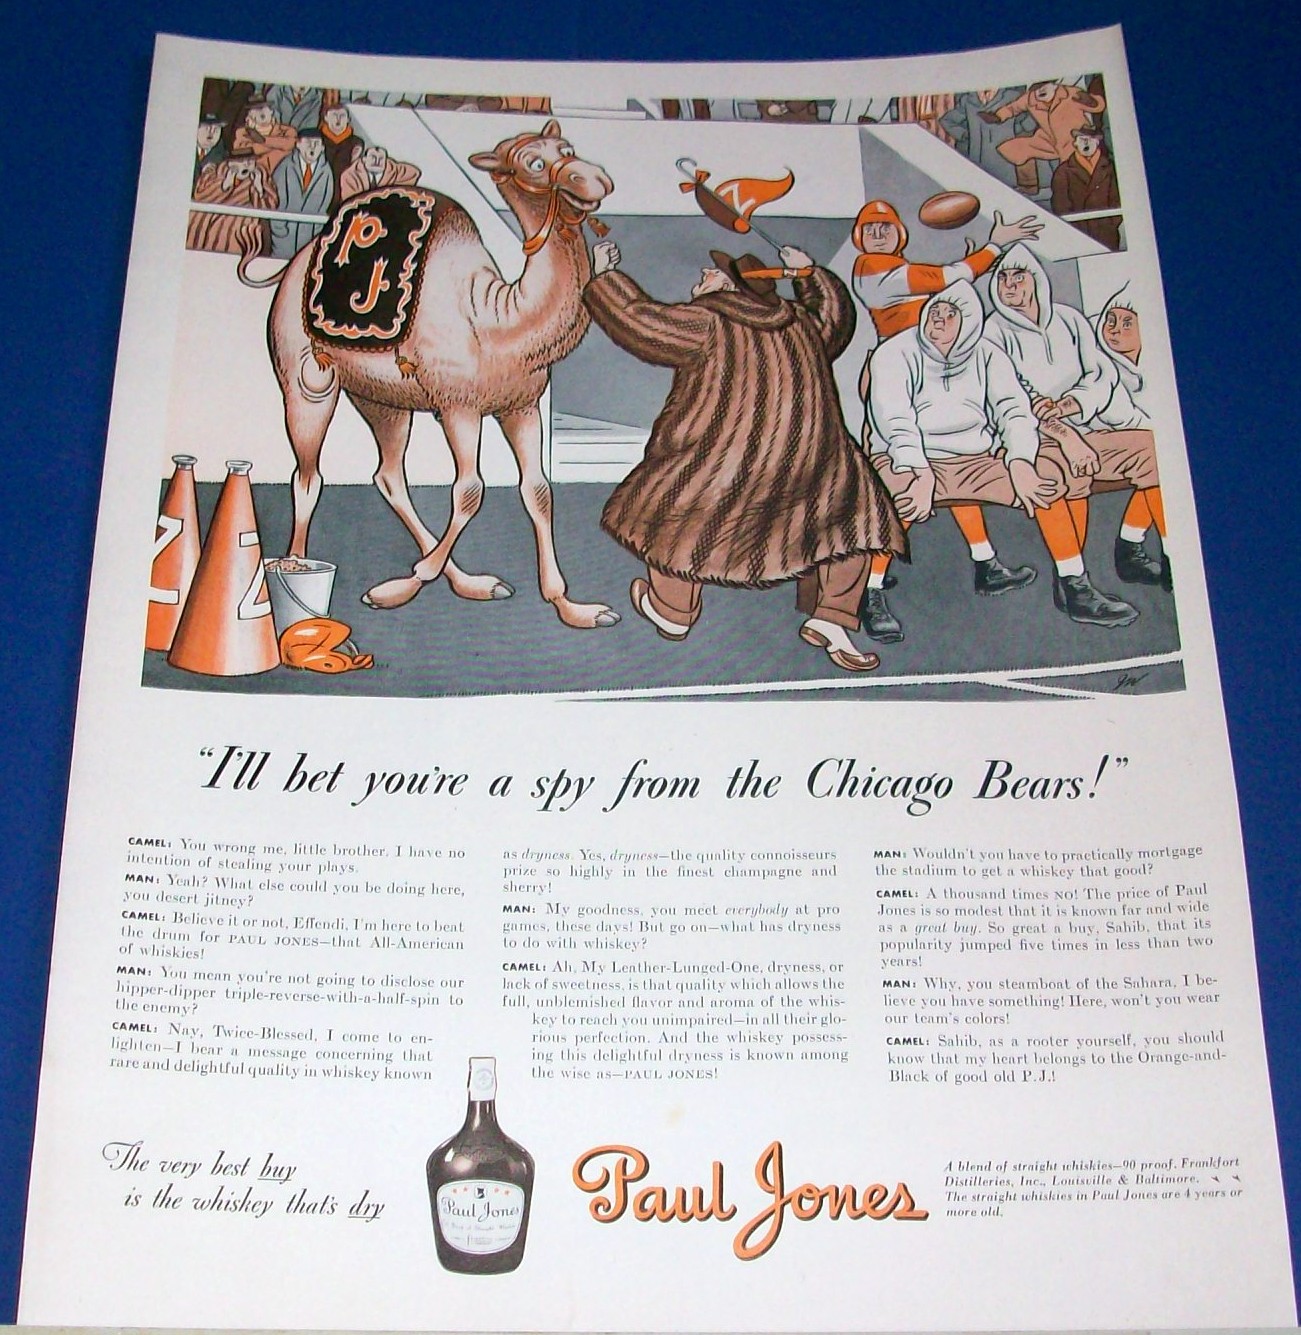 P
J
Z
Z
Z
Z
JW
“I'll bet you're a spy from the Chicago Bears!”
CAMEL: You wrong me, little brother. I have no
intention of stealing your plays.
MAN: Yeah? What else could you be doing here,
you desert jitney?
CAMEL: Believe it or not, Effendi, I'm here to beat
the drum for PAUL JONES—that All-American
of whiskies!
MAN: You mean you're not going to disclose our
hipper-dipper triple-reverse-with-a-half-spin to
the enemy?
CAMEL: Nay, Twice-Blessed, I come to en-
lighten—I bear a message concerning that
rare and delightful quality in whiskey known
as dryness. Yes, dryness—the quality connoisseurs
prize so highly in the finest champagne and
sherry!
MAN: My goodness, you meet everybody at pro
games, these days! But go on—what has dryness
to do with whiskey?
CAMEL: Ah, My Leather-Lunged-One, dryness, or
lack of sweetness, is that quality which allows the
full, unblemished flavor and aroma of the whis-
key to reach you unimpaired—in all their glo-
rious perfection. And the whiskey possess-
ing this delightful dryness is known among
the wise as—PAUL JONES!
MAN: Wouldn't you have to practically mortgage
the stadium to get a whiskey that good?
CAMEL: A thousand times NO! The price of Paul
Jones is so modest that it is known far and wide
as a great buy. So great a buy, Sahib, that its
popularity jumped five times in less than two
years!
MAN: Why, you steamboat of the Sahara, I be-
lieve you have something! Here, won't you wear
our team's colors!
CAMEL: Sahib, as a rooter yourself, you should
know that my heart belongs to the Orange-and-
Black of good old P.J.!
The very best buy
is the whiskey that's dry
Paul Jones
Paul Jones
A blend of straight whiskies—90 proof. Frankfort
Distilleries, Inc., Louisville & Baltimore.
The straight whiskies in Paul Jones are 4 years or
more old.